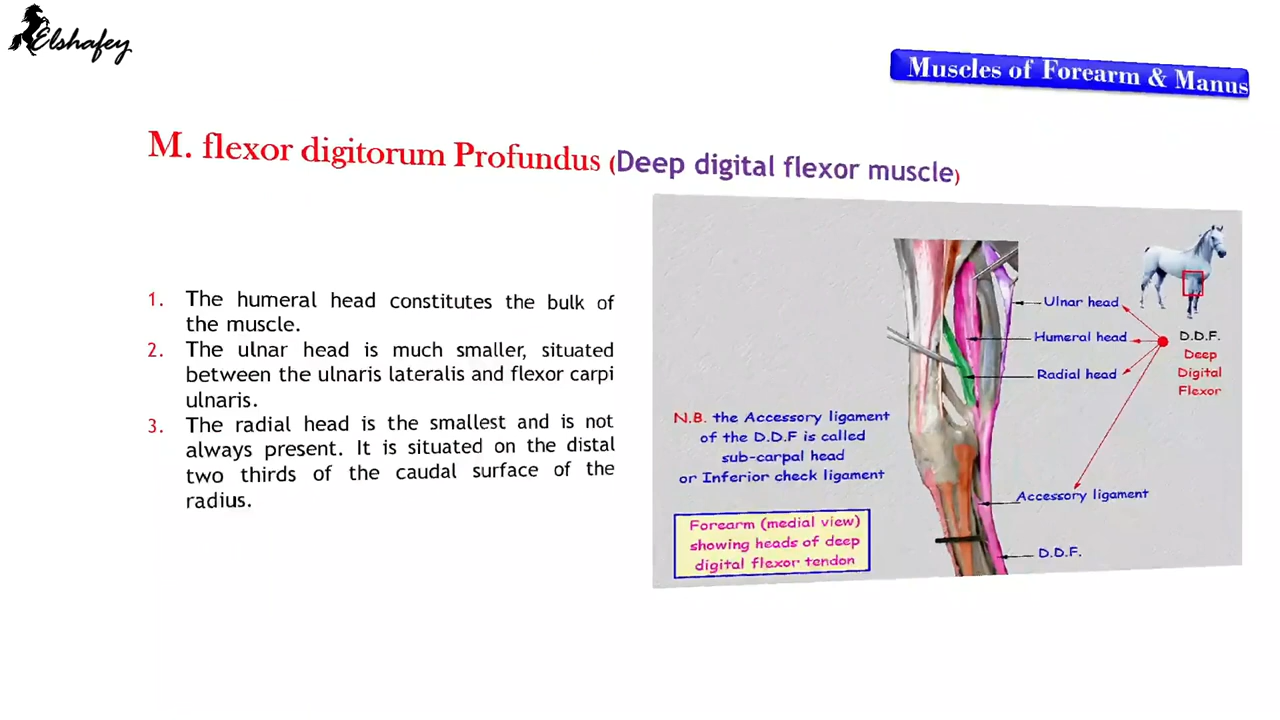 Elshafey
Muscles of Forearm & Manus
M. flexor digitorum Profundus (Deep digital flexor muscle)
1. The humeral head constitutes the bulk of
the muscle.
2. The ulnar head is much smaller, situated
between the ulnaris lateralis and flexor carpi
ulnaris.
3. The radial head is the smallest and is not
always present. It is situated on the distal
two thirds of the caudal surface of the
radius.
Ulnar head
Humeral head
Radial head
D.D.F.
Deep
Digital
Flexor
N.B. the Accessory ligament
of the D.D.F is called
sub-carpal head
or Inferior check ligament
Accessory ligament
Forearm (medial view)
showing heads of deep
digital flexor tendon
D.D.F.